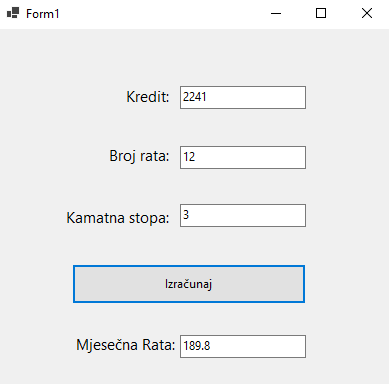 Form1
Kredit: 2241
Broj rata: 12
Kamatna stopa: 3
Izračunaj
Mjesečna Rata: 189.8